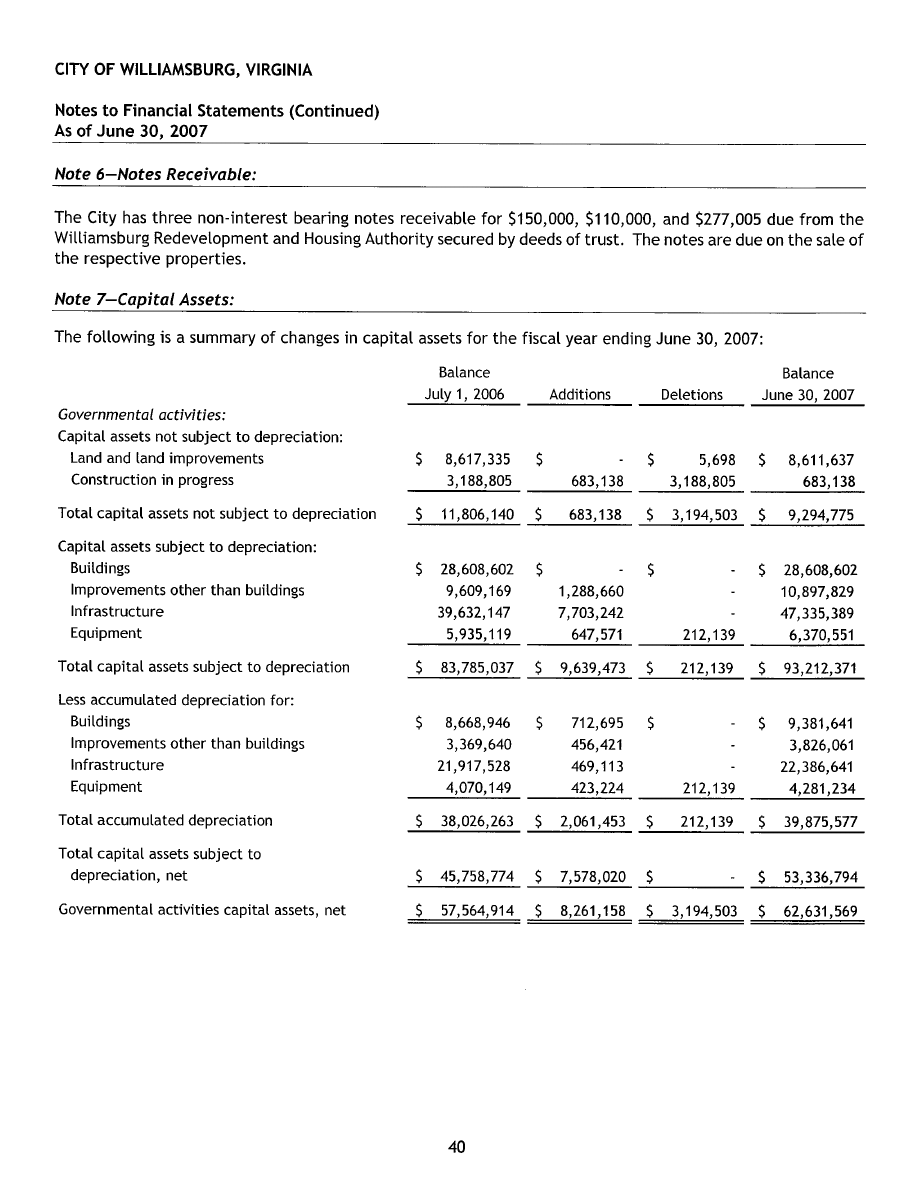 CITY OF WILLIAMSBURG, VIRGINIA
Notes to Financial Statements (Continued)
As of June 30, 2007
Note 6—Notes Receivable:
The City has three non-interest bearing notes receivable for $150,000, $110,000, and $277,005 due from the
Williamsburg Redevelopment and Housing Authority secured by deeds of trust. The notes are due on the sale of
the respective properties.
Note 7—Capital Assets:
The following is a summary of changes in capital assets for the fiscal year ending June 30, 2007:
Balance Balance
July 1, 2006 Additions Deletions June 30, 2007
Governmental activities:
Capital assets not subject to depreciation:
Land and land improvements $ 8,617,335 $ - $ 5,698 $ 8,611,637
Construction in progress 3,188,805 683,138 3,188,805 683,138
Total capital assets not subject to depreciation $ 11,806,140 $ 683,138 $ 3,194,503 $ 9,294,775
Capital assets subject to depreciation:
Buildings $ 28,608,602 $ - $ - $ 28,608,602
Improvements other than buildings 9,609,169 1,288,660 - 10,897,829
Infrastructure 39,632,147 7,703,242 - 47,335,389
Equipment 5,935,119 647,571 212,139 6,370,551
Total capital assets subject to depreciation $ 83,785,037 $ 9,639,473 $ 212,139 $ 93,212,371
Less accumulated depreciation for:
Buildings $ 8,668,946 $ 712,695 $ - $ 9,381,641
Improvements other than buildings 3,369,640 456,421 - 3,826,061
Infrastructure 21,917,528 469,113 - 22,386,641
Equipment 4,070,149 423,224 212,139 4,281,234
Total accumulated depreciation $ 38,026,263 $ 2,061,453 $ 212,139 $ 39,875,577
Total capital assets subject to
depreciation, net $ 45,758,774 $ 7,578,020 $ - $ 53,336,794
Governmental activities capital assets, net $ 57,564,914 $ 8,261,158 $ 3,194,503 $ 62,631,569
40